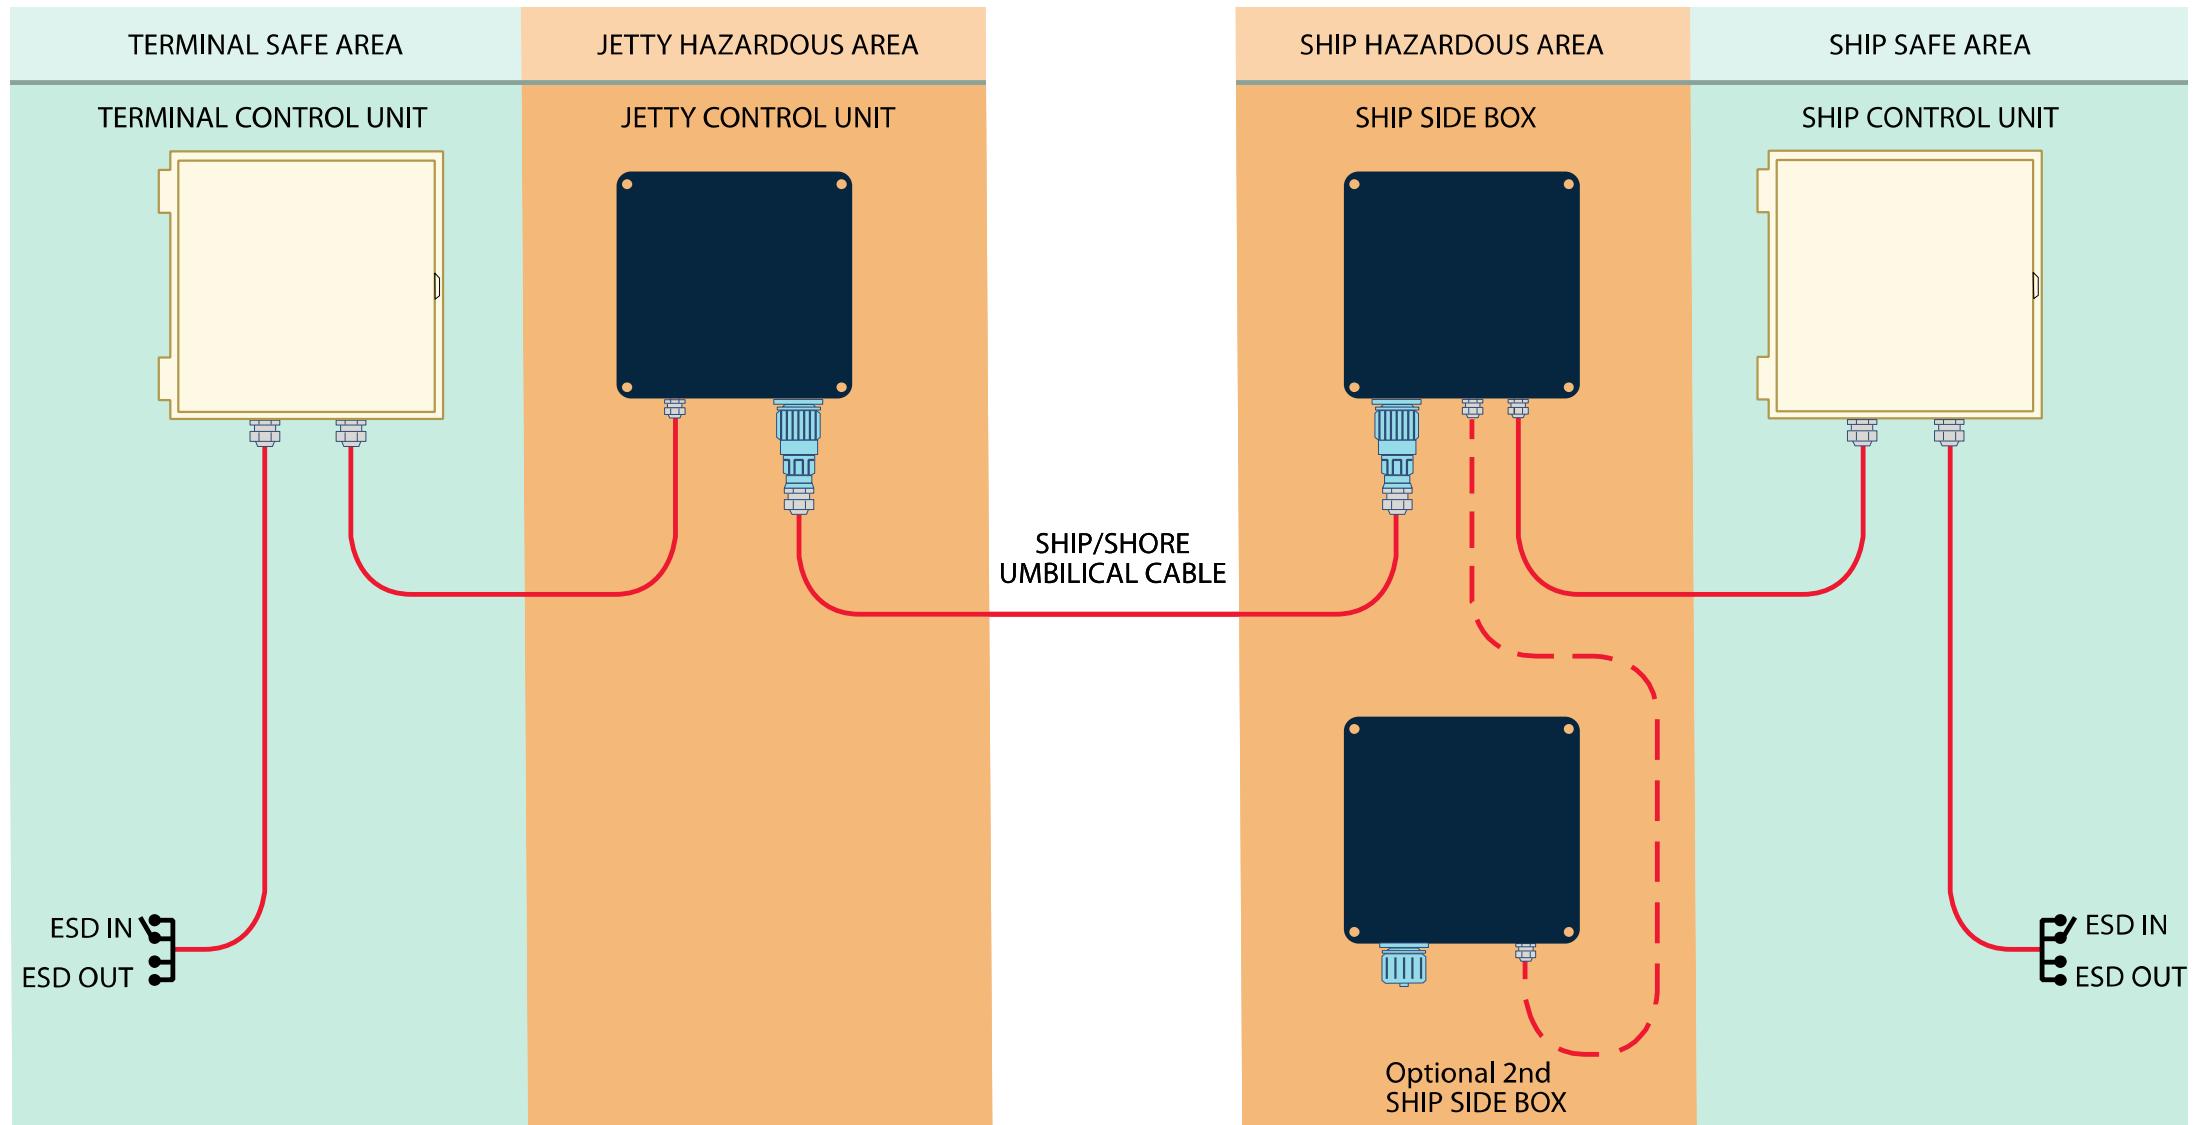 TERMINAL SAFE AREA
JETTY HAZARDOUS AREA
SHIP HAZARDOUS AREA
SHIP SAFE AREA
TERMINAL CONTROL UNIT
JETTY CONTROL UNIT
SHIP SIDE BOX
SHIP CONTROL UNIT
SHIP/SHORE
UMBILICAL CABLE
ESD IN
ESD OUT
ESD IN
ESD OUT
Optional 2nd
SHIP SIDE BOX